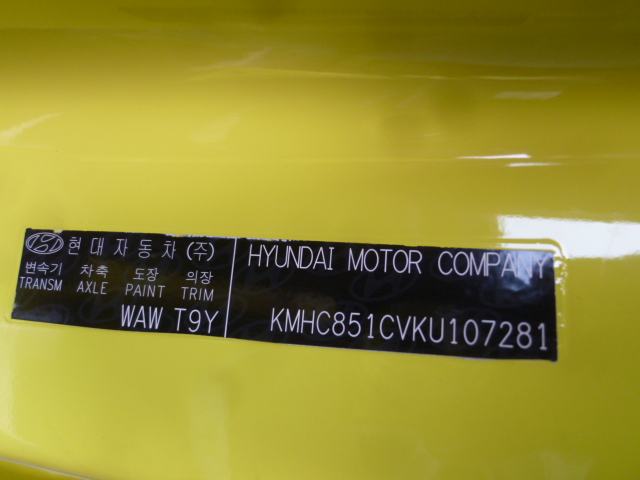 현대자동차(주)
변속기 차축 도장 의장
TRANSM AXLE PAINT TRIM
WAW T9Y
HYUNDAI MOTOR COMPANY
KMHC851CVKU107281